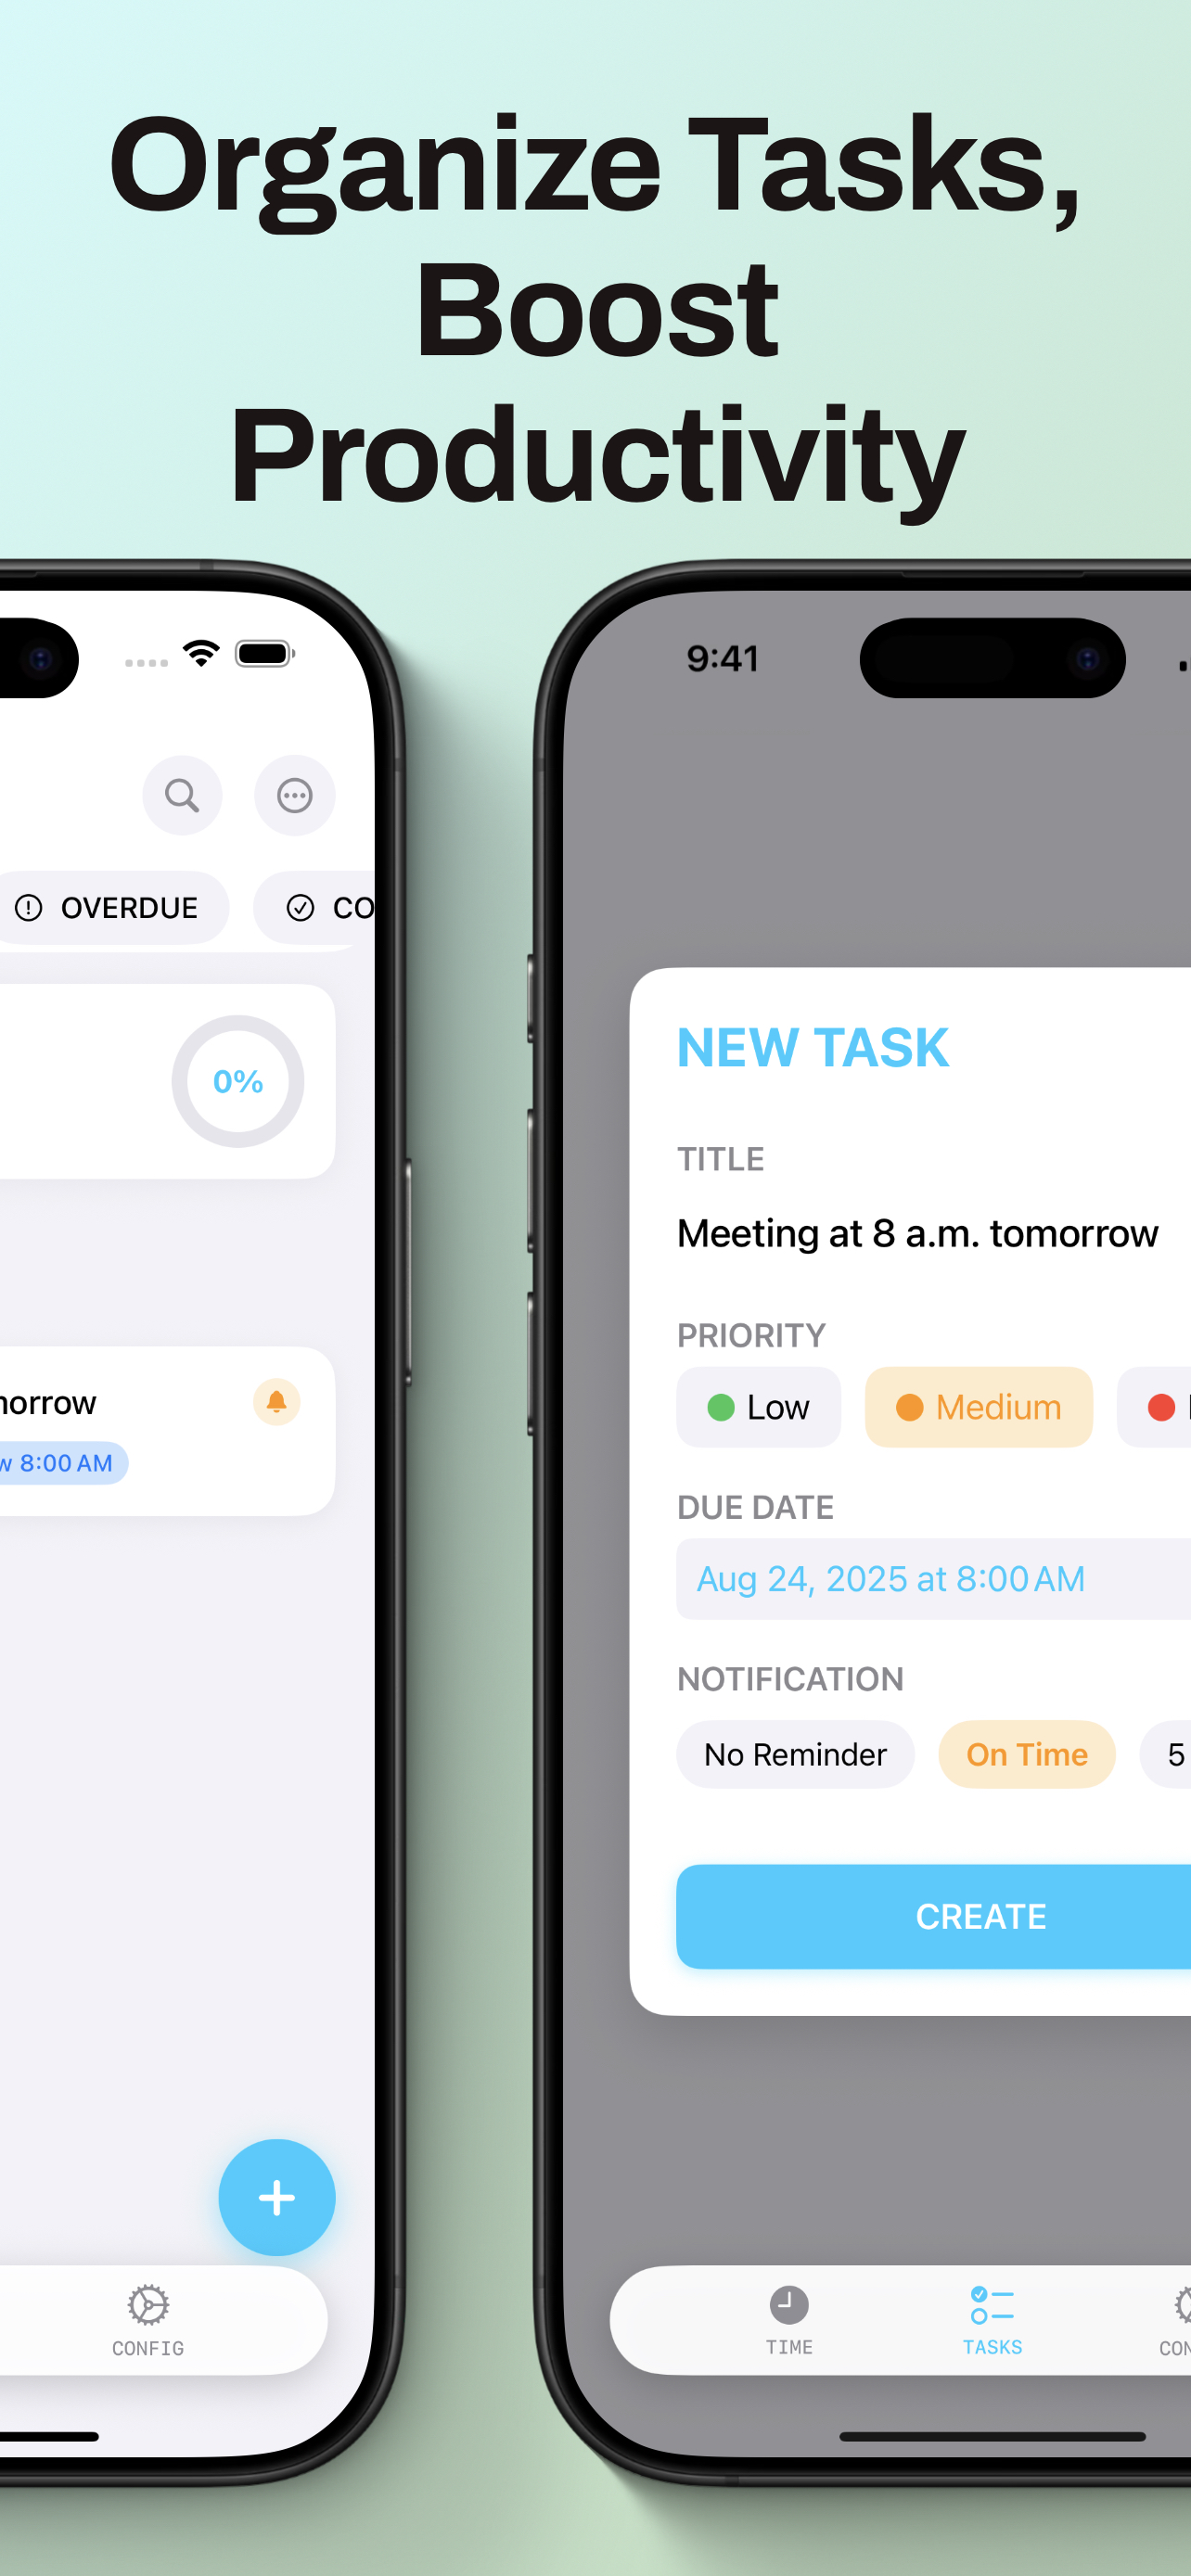 Organize Tasks,
Boost
Productivity
OVERDUE
CO
0%
morrow
w 8:00 AM
CONFIG
9:41
NEW TASK
TITLE
Meeting at 8 a.m. tomorrow
PRIORITY
Low
Medium
DUE DATE
Aug 24, 2025 at 8:00 AM
NOTIFICATION
No Reminder
On Time
5
CREATE
TIME
TASKS
CON